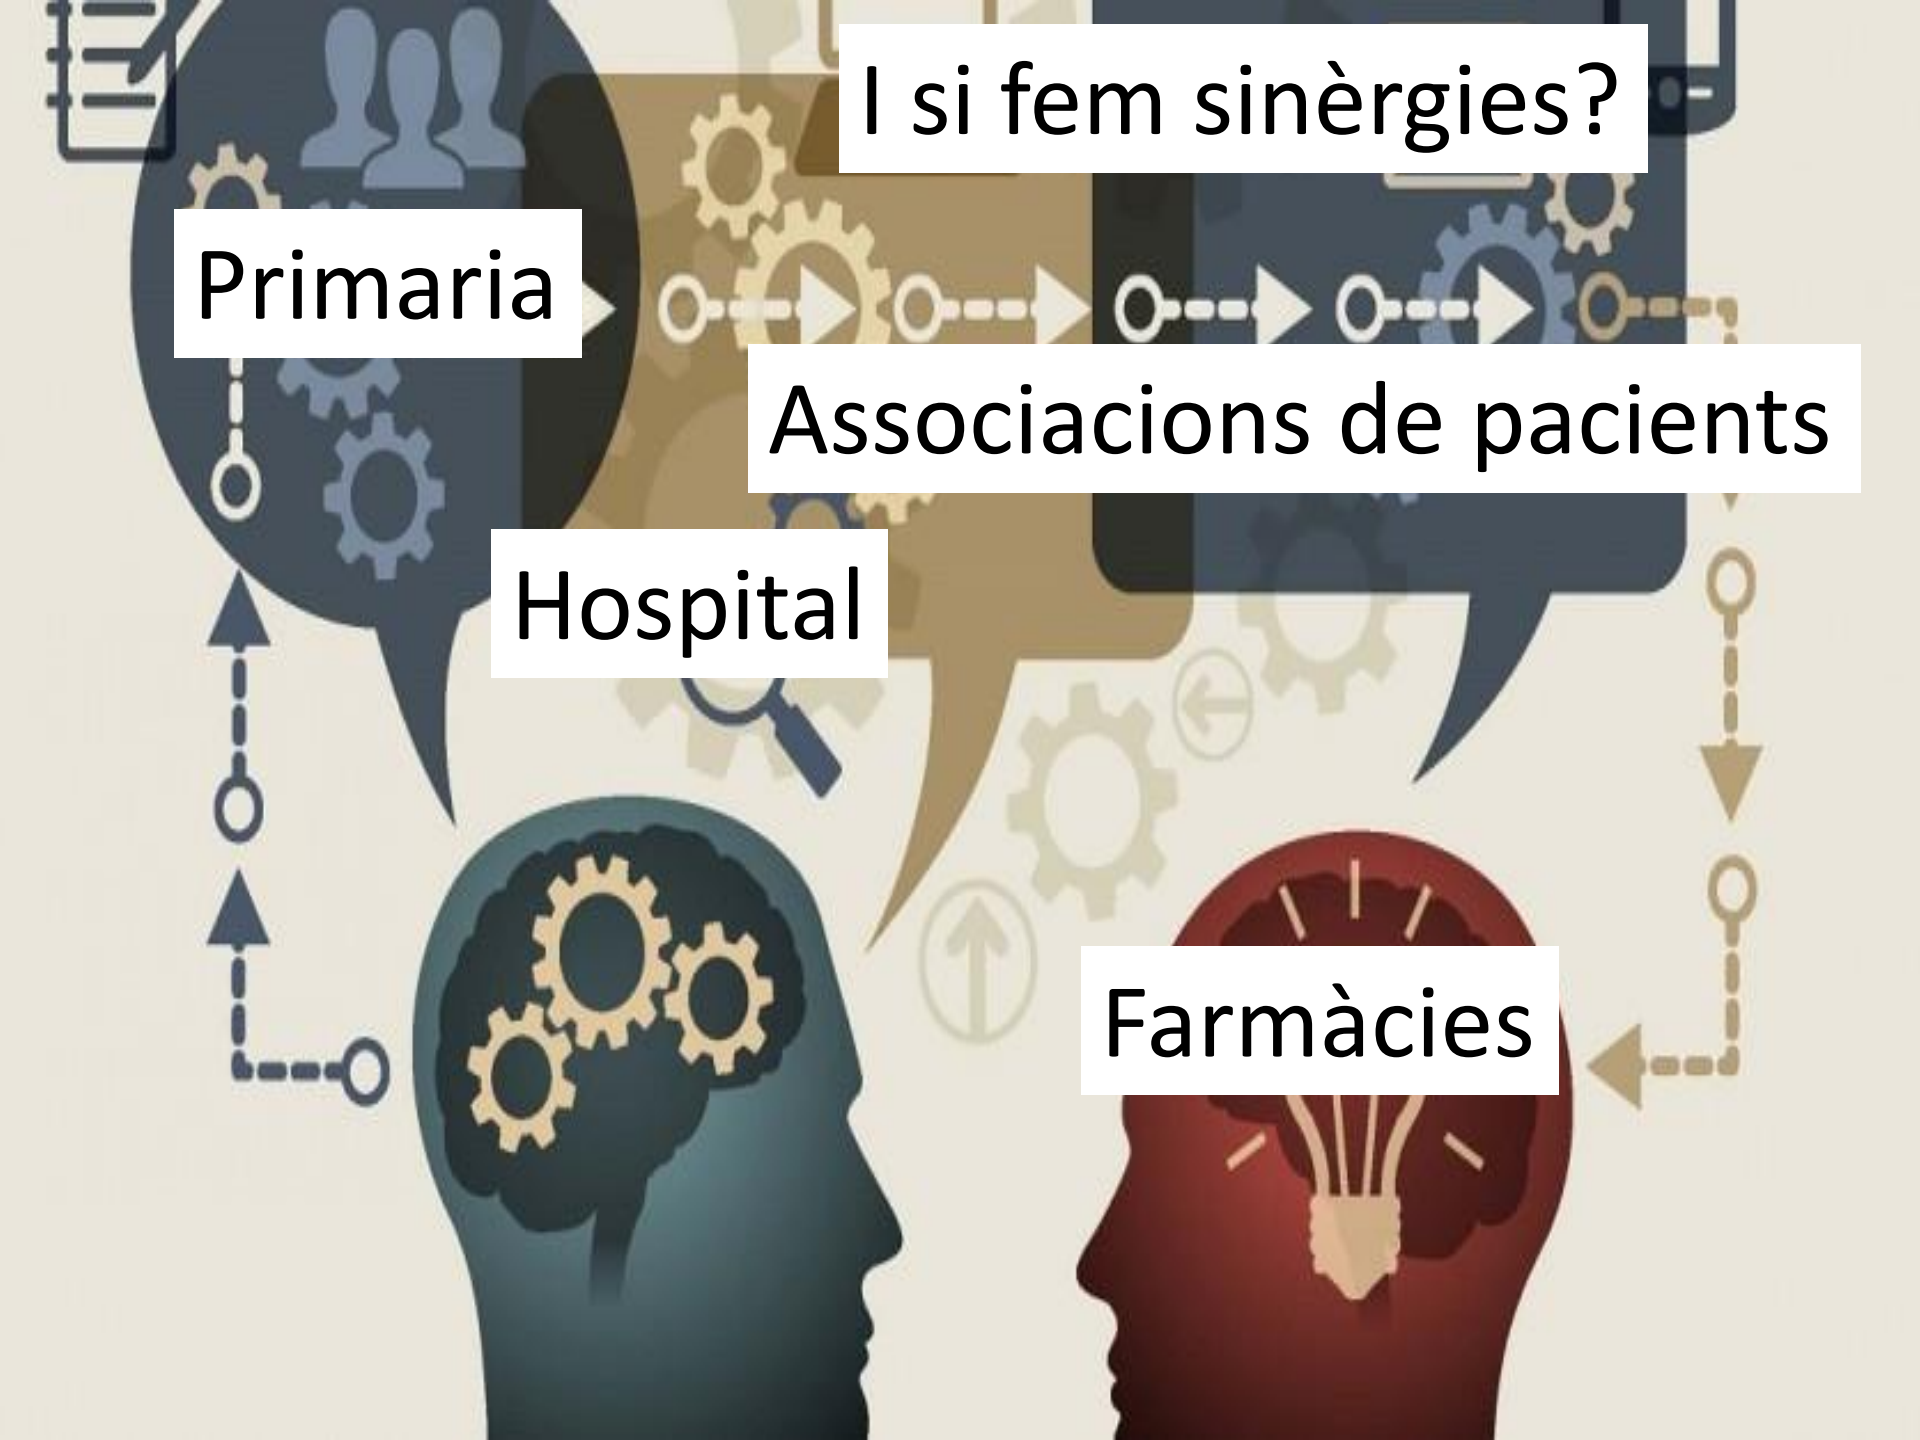 I si fem sinèrgies?
Primaria
Associacions de pacients
Hospital
Farmàcies